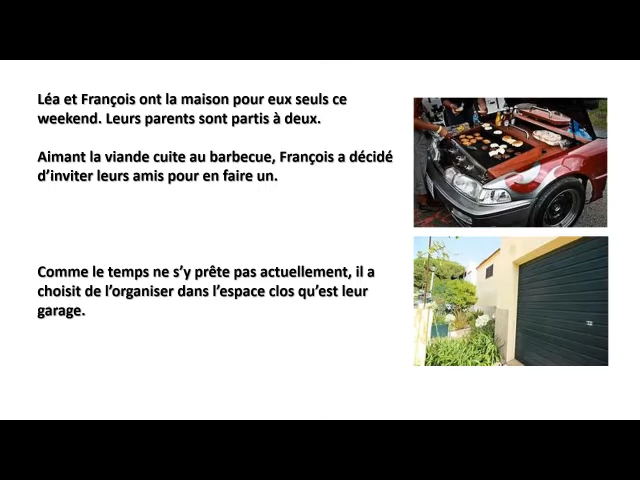 Léa et François ont la maison pour eux seuls ce
weekend. Leurs parents sont partis à deux.
Aimant la viande cuite au barbecue, François a décidé
d’inviter leurs amis pour en faire un.
Comme le temps ne s’y prête pas actuellement, il a
choisit de l’organiser dans l’espace clos qu’est leur
garage.